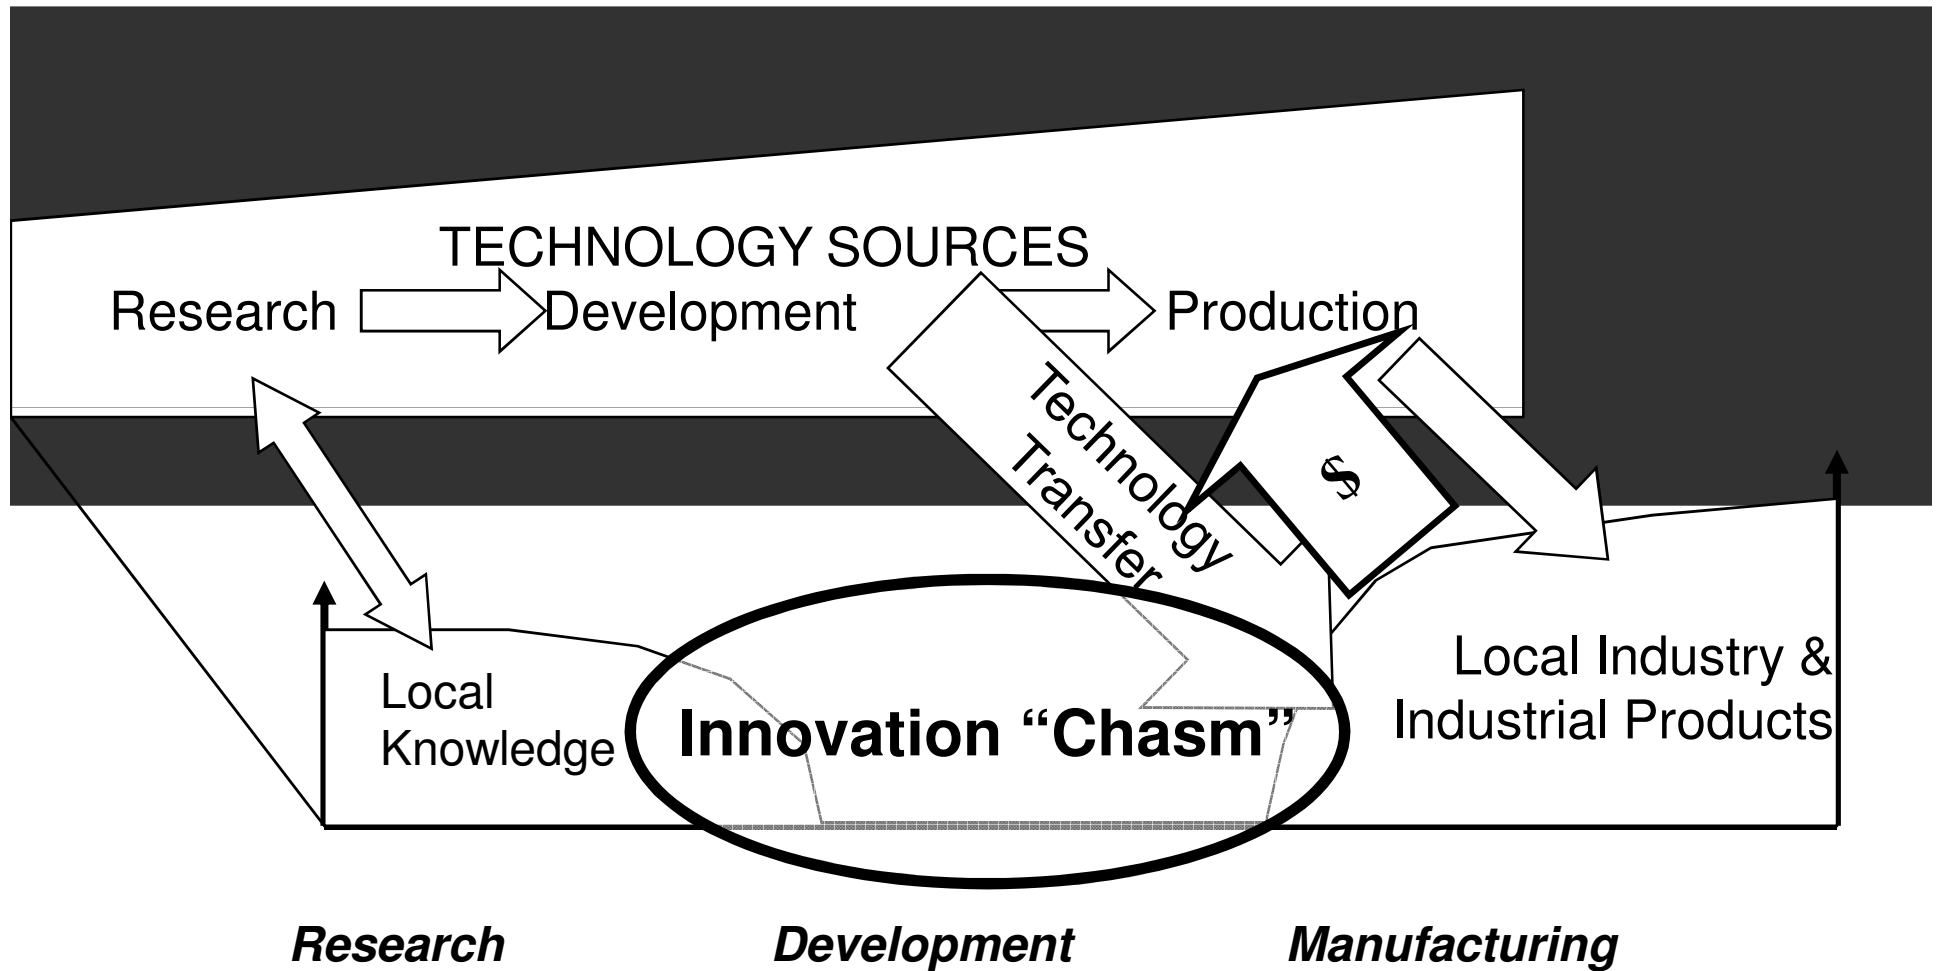 TECHNOLOGY SOURCES
Research
Development
Production
Technology
Transfer
$
Local
Knowledge
Innovation “Chasm”
Local Industry &
Industrial Products
Research
Development
Manufacturing